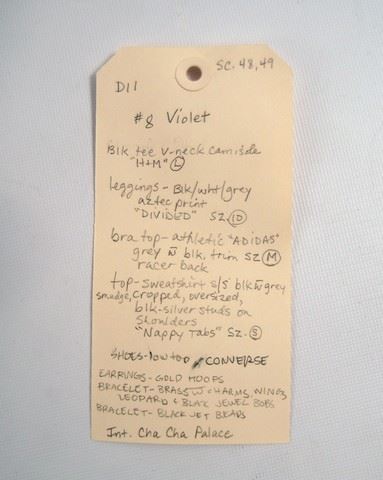 SC. 48, 49
D11
#8 Violet
Blk tee V-neck camisole
"H+M" L
leggings - Blk/wht/grey
aztec print
"DIVIDED" SZ. 10
bra top - athletic "ADIDAS"
grey w̄ blk. trim SZ M
racer back
top - sweatshirt s/s blk w̄ grey
smudge, cropped, oversized,
blk-silver studs on
shoulders
"Nappy Tabs" SZ. S
SHOES - low top CONVERSE
EARRINGS - GOLD HOOPS
BRACELET - BRASS W CHARMS, WINGS,
LEOPARD & BLACK JEWEL BOBS
BRACELET - BLACK JET BEADS
Int. Cha Cha Palace